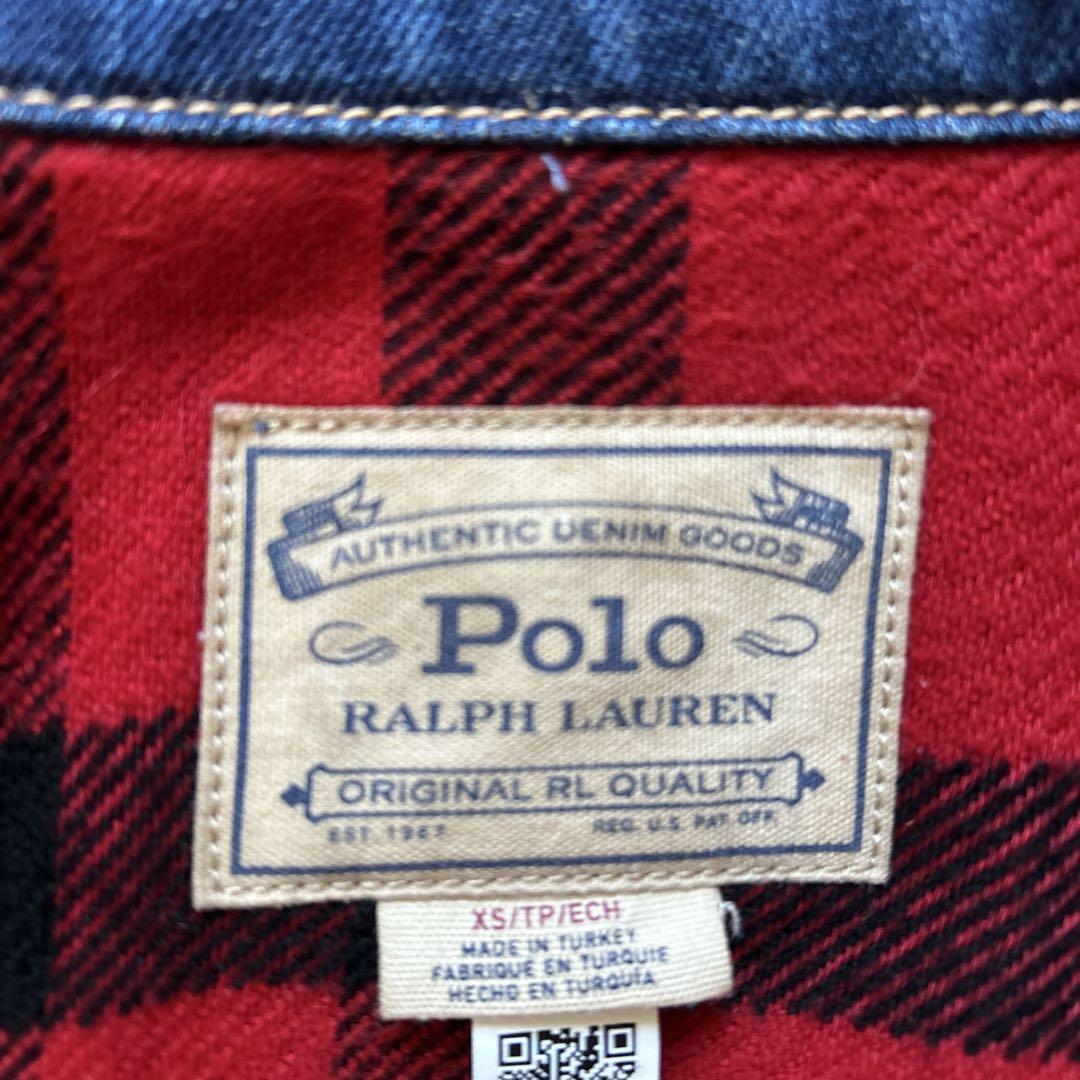 AUTHENTIC DENIM GOODS
Polo
RALPH LAUREN
ORIGINAL RL QUALITY
EST. 1967 REG. U.S. PAT. OFF.
XS/TP/ECH
MADE IN TURKEY
FABRIQUÉ EN TURQUIE
HECHO EN TURQUÍA